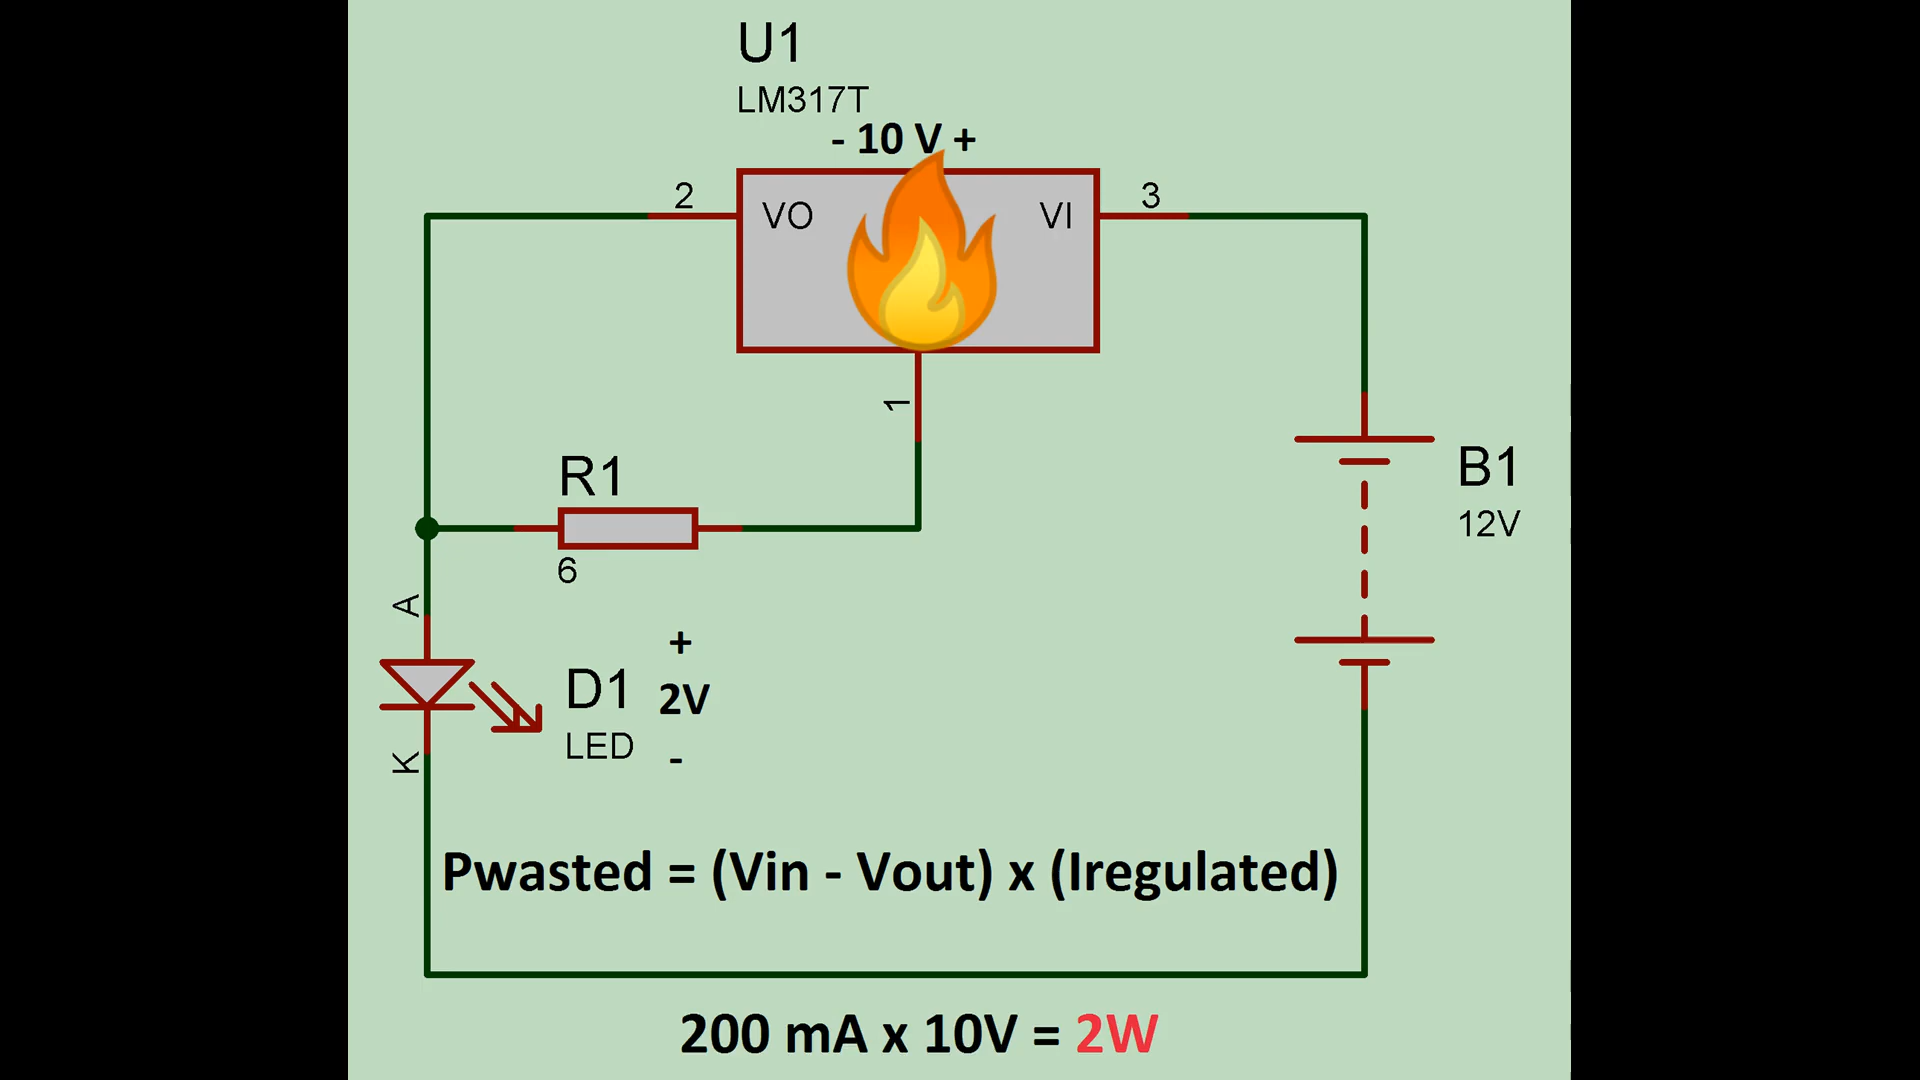 U1
LM317T
- 10 V +
2
VO
VI
3
1
R1
6
A
K
D1
LED
+
2V
-
B1
12V
Pwasted = (Vin - Vout) x (Iregulated)
200 mA x 10V = 2W